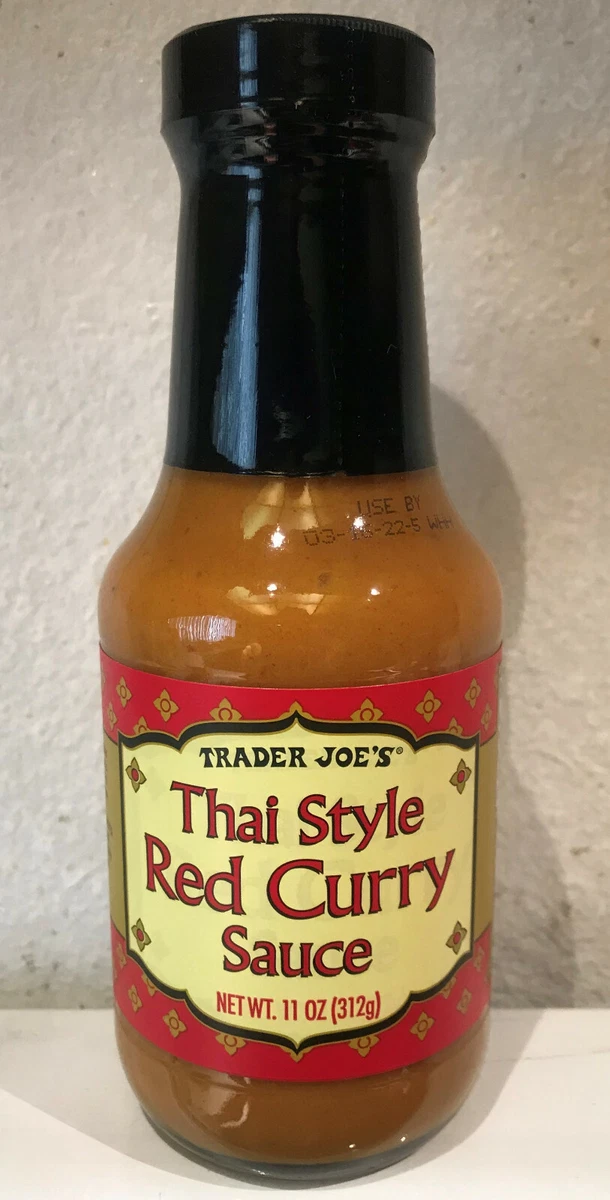 USE BY
TRADER JOE'S®
Thai Style
Red Curry
Sauce
NET WT. 11 OZ (312g)